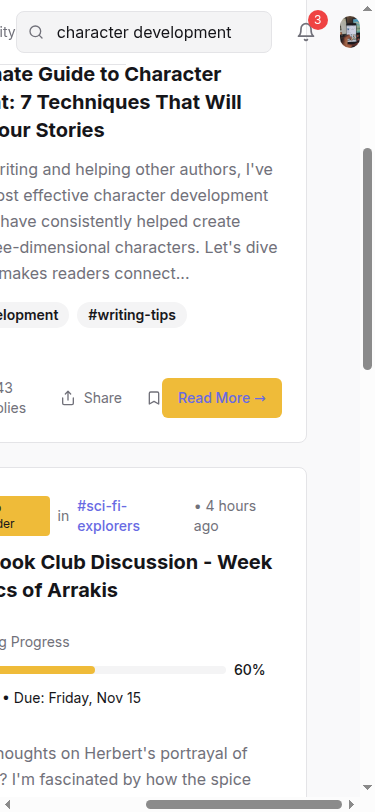 ity
character development
3
nate Guide to Character
t: 7 Techniques That Will
our Stories
riting and helping other authors, I've
ost effective character development
have consistently helped create
ee-dimensional characters. Let's dive
makes readers connect...
elopment
#writing-tips
43
plies
Share
Read More →
der
in
#sci-fi-
explorers
• 4 hours
ago
ook Club Discussion - Week
cs of Arrakis
g Progress
60%
• Due: Friday, Nov 15
houghts on Herbert's portrayal of
? I'm fascinated by how the spice